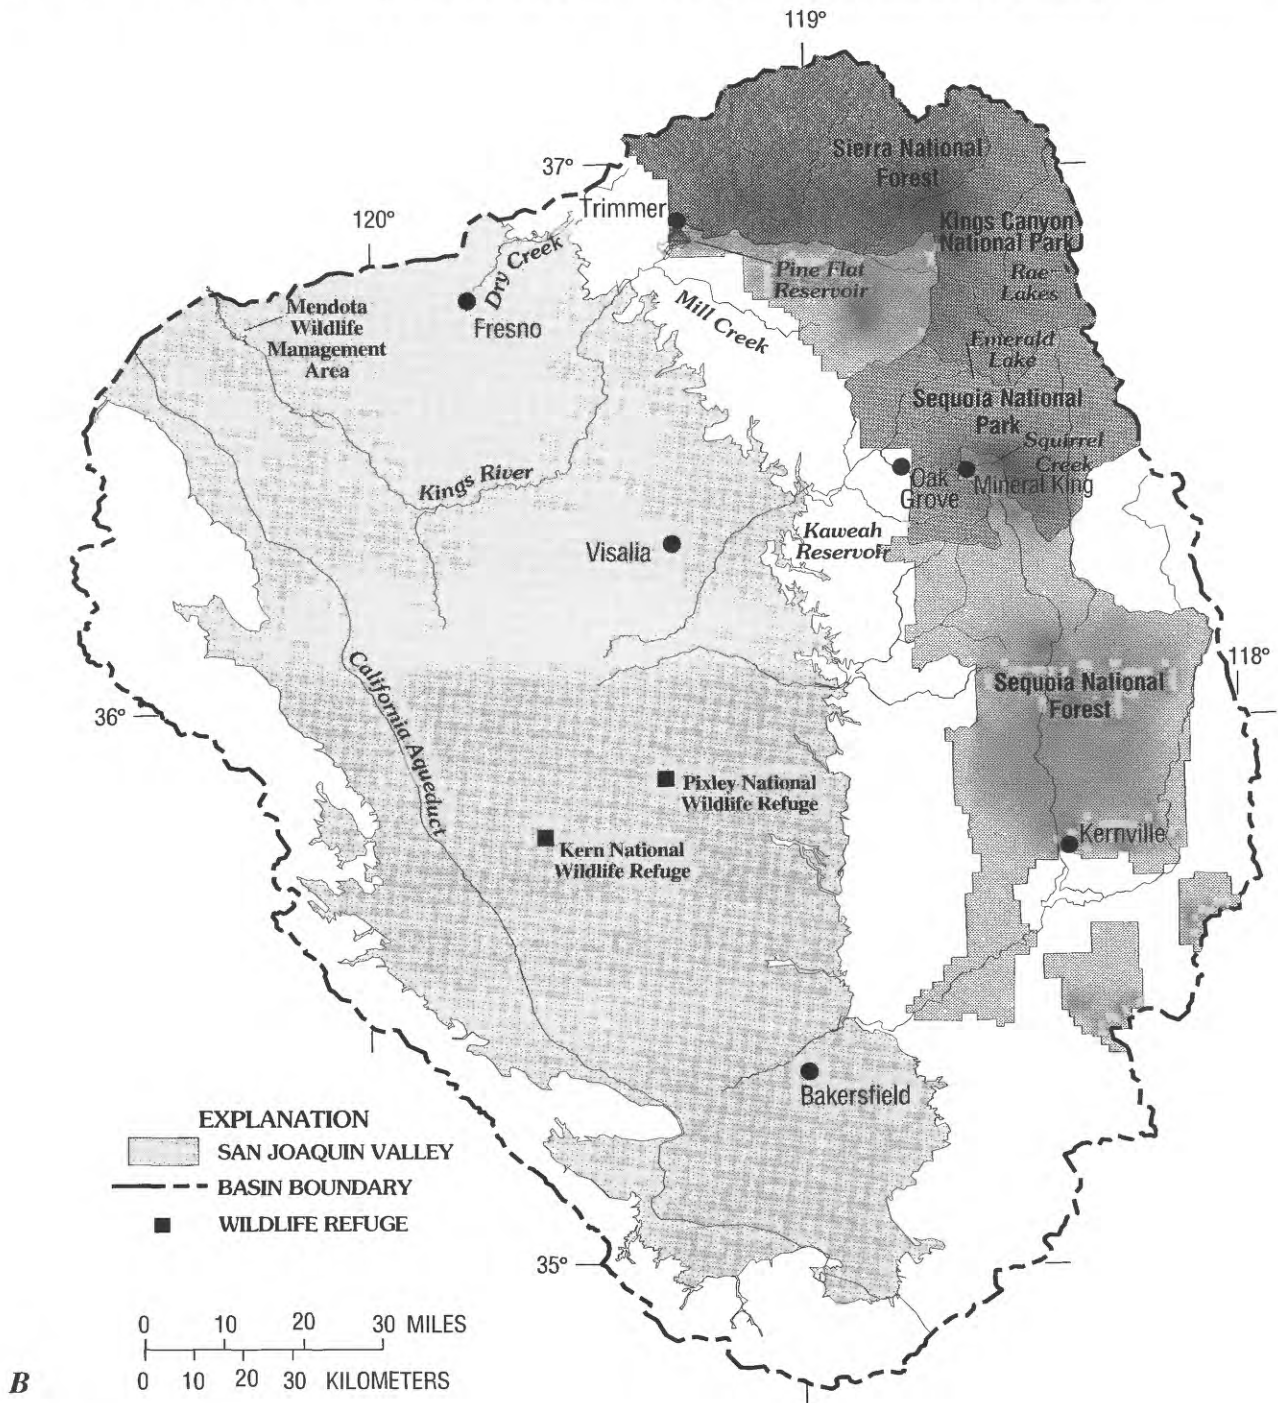 119°
Sierra National
Forest
37°
Trimmer
120°
Kings Canyon
National Park
Dry Creek
Pine Flat
Reservoir
Rae
Lakes
Mendota
Wildlife
Management
Area
Fresno
Mill Creek
Emerald
Lake
Sequoia National
Park
Squirrel
Creek
Kings River
Oak
Grove
Mineral King
Visalia
Kaweah
Reservoir
118°
California Aqueduct
Sequoia National
Forest
36°
Pixley National
Wildlife Refuge
Kern National
Wildlife Refuge
Kernville
Bakersfield
EXPLANATION
SAN JOAQUIN VALLEY
BASIN BOUNDARY
WILDLIFE REFUGE
35°
0 10 20 30 MILES
0 10 20 30 KILOMETERS
B